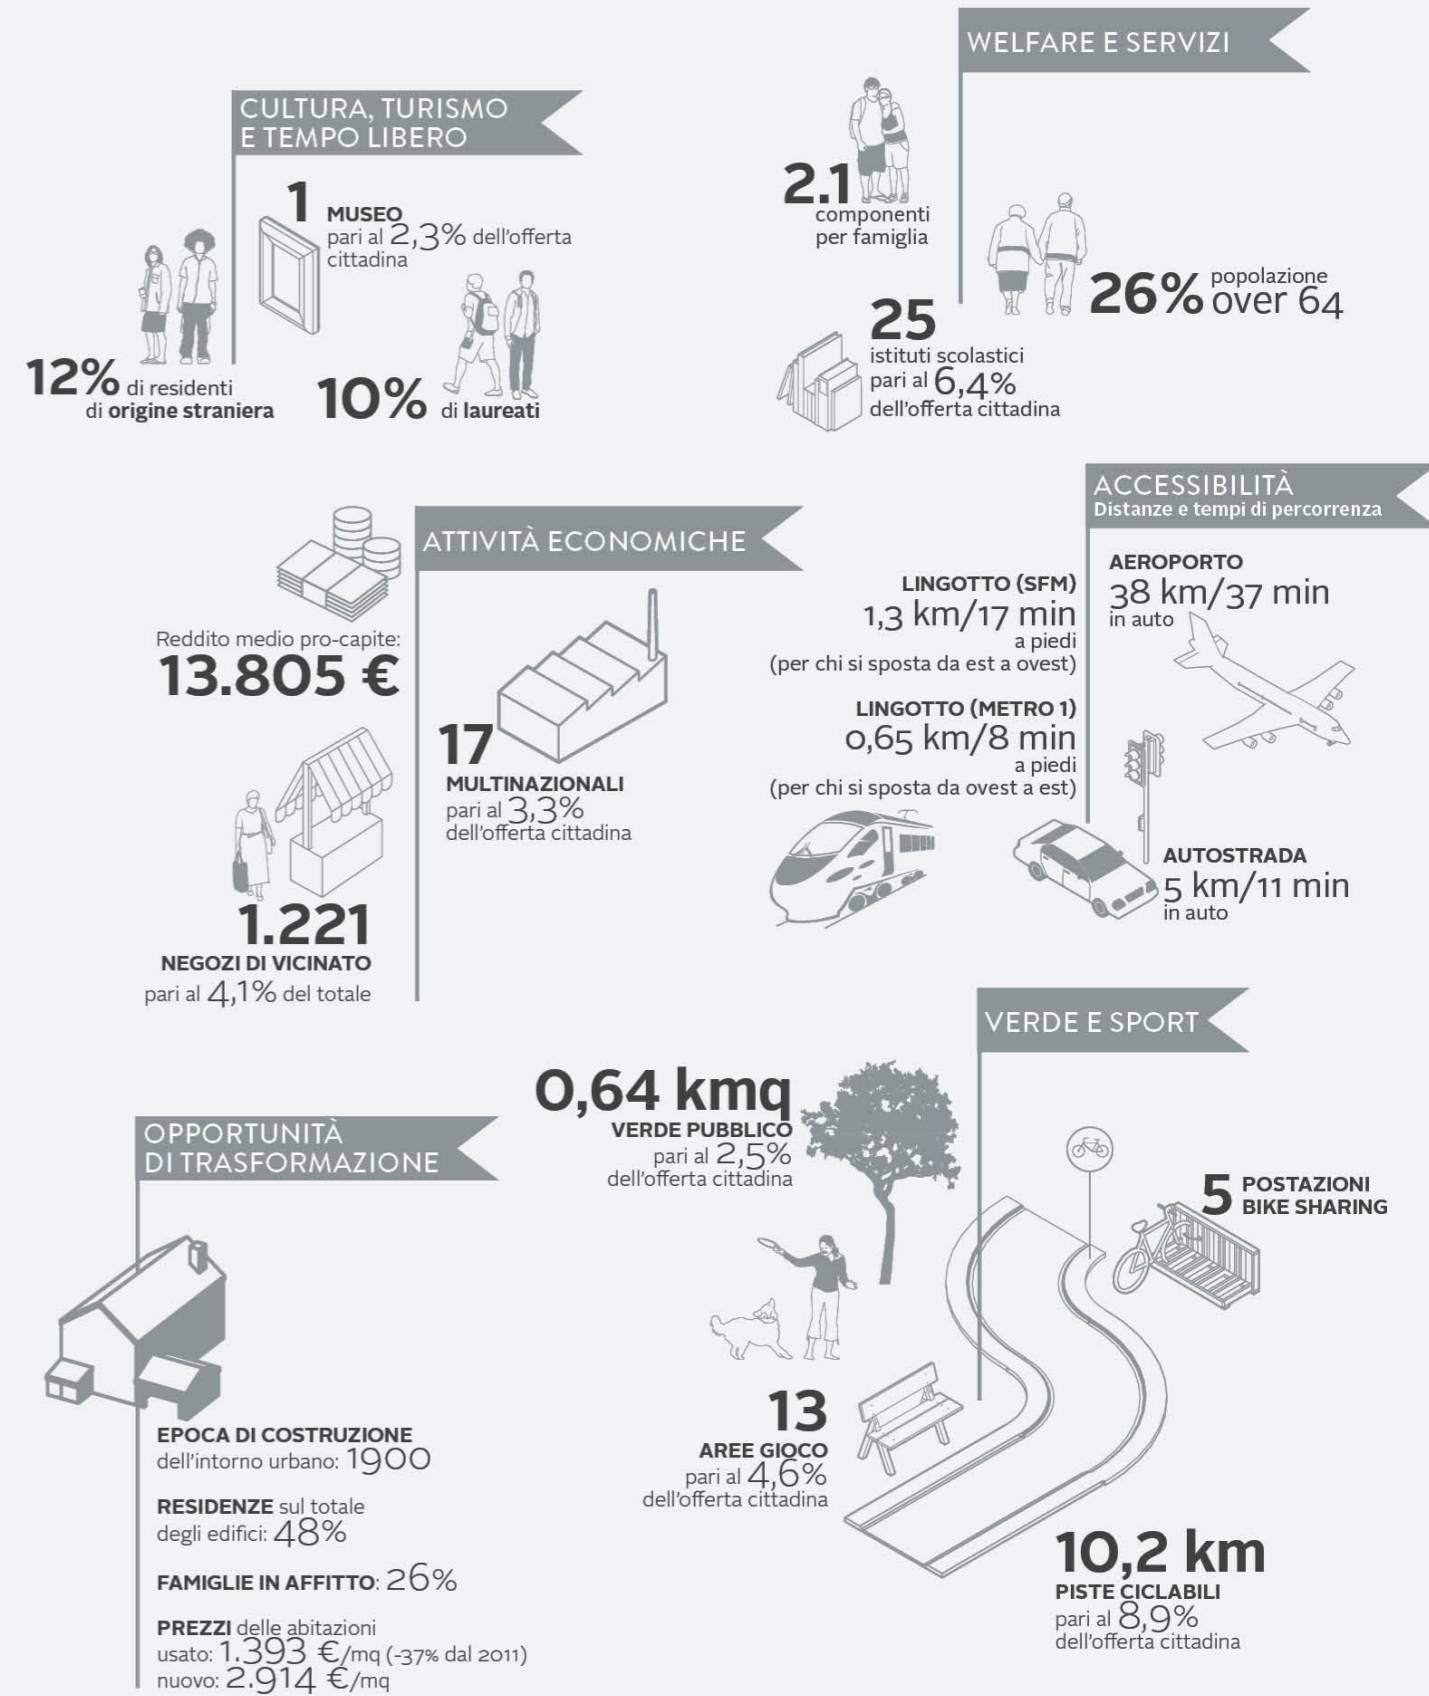 CULTURA, TURISMO
E TEMPO LIBERO
1
MUSEO
pari al 2,3% dell'offerta
cittadina
12% di residenti
di origine straniera
10% di laureati
WELFARE E SERVIZI
2.1
componenti
per famiglia
26% popolazione
over 64
25
istituti scolastici
pari al 6,4%
dell'offerta cittadina
ATTIVITÀ ECONOMICHE
Reddito medio pro-capite:
13.805 €
17
MULTINAZIONALI
pari al 3,3%
dell'offerta cittadina
1.221
NEGOZI DI VICINATO
pari al 4,1% del totale
ACCESSIBILITÀ
Distanze e tempi di percorrenza
AEROPORTO
38 km/37 min
in auto
LINGOTTO (SFM)
1,3 km/17 min
a piedi
(per chi si sposta da est a ovest)
LINGOTTO (METRO 1)
0,65 km/8 min
a piedi
(per chi si sposta da ovest a est)
AUTOSTRADA
5 km/11 min
in auto
VERDE E SPORT
0,64 kmq
VERDE PUBBLICO
pari al 2,5%
dell'offerta cittadina
5 POSTAZIONI
BIKE SHARING
13
AREE GIOCO
pari al 4,6%
dell'offerta cittadina
10,2 km
PISTE CICLABILI
pari al 8,9%
dell'offerta cittadina
OPPORTUNITÀ
DI TRASFORMAZIONE
EPOCA DI COSTRUZIONE
dell'intorno urbano: 1900
RESIDENZE sul totale
degli edifici: 48%
FAMIGLIE IN AFFITTO: 26%
PREZZI delle abitazioni
usato: 1.393 €/mq (-37% dal 2011)
nuovo: 2.914 €/mq